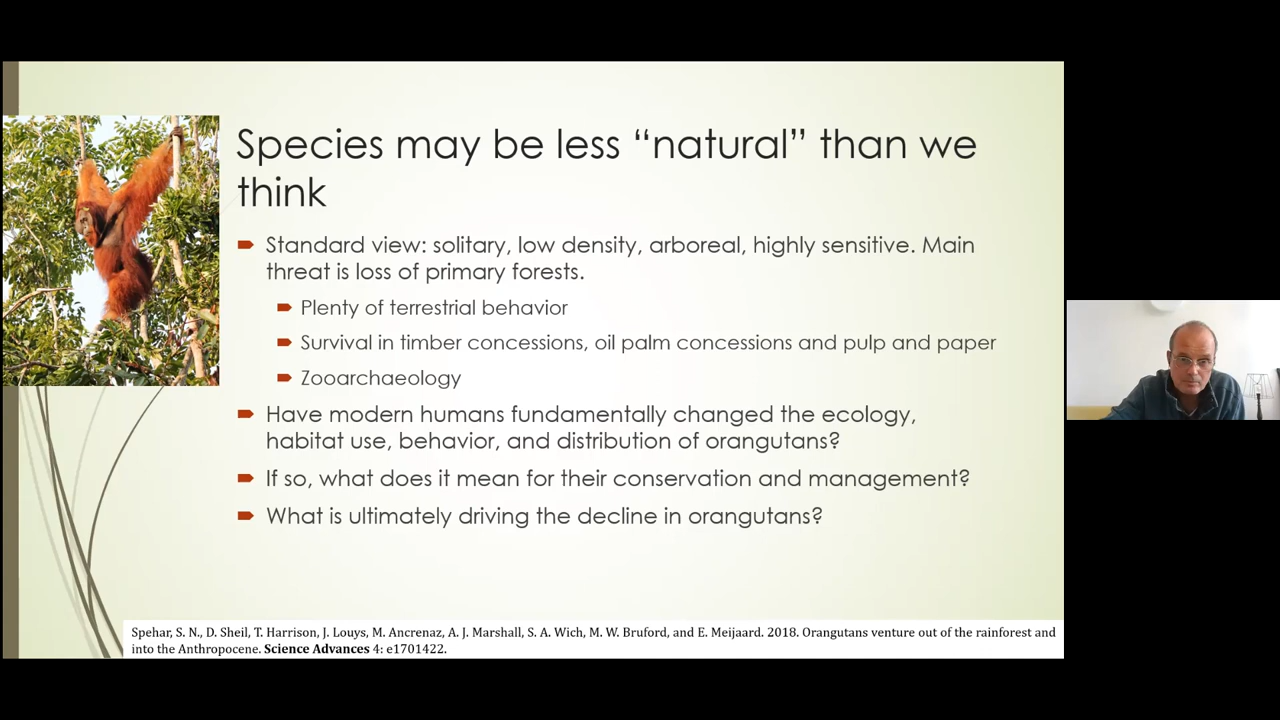 Species may be less “natural” than we
think
Standard view: solitary, low density, arboreal, highly sensitive. Main
threat is loss of primary forests.
Plenty of terrestrial behavior
Survival in timber concessions, oil palm concessions and pulp and paper
Zooarchaeology
Have modern humans fundamentally changed the ecology,
habitat use, behavior, and distribution of orangutans?
If so, what does it mean for their conservation and management?
What is ultimately driving the decline in orangutans?
Spehar, S. N., D. Sheil, T. Harrison, J. Louys, M. Ancrenaz, A. J. Marshall, S. A. Wich, M. W. Bruford, and E. Meijaard. 2018. Orangutans venture out of the rainforest and
into the Anthropocene. Science Advances 4: e1701422.